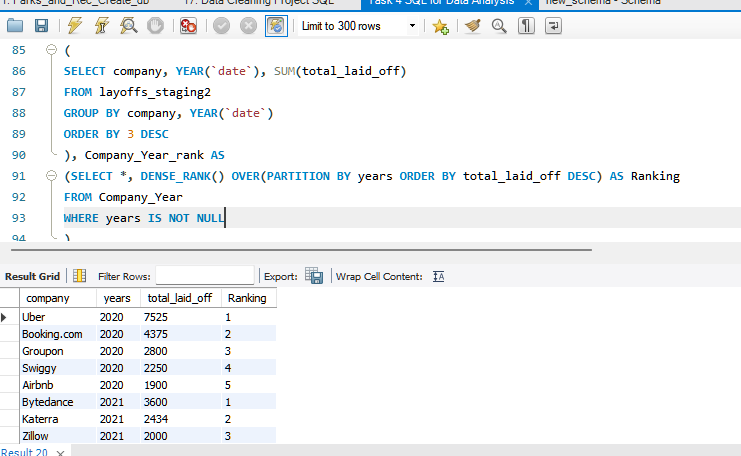 1. Parks_and_Rec_Create_db 17. Data Cleaning Project SQL Task 4 SQL for Data Analysis new_schema - Schema
Limit to 300 rows
85 (
86 SELECT company, YEAR(`date`), SUM(total_laid_off)
87 FROM layoffs_staging2
88 GROUP BY company, YEAR(`date`)
89 ORDER BY 3 DESC
90 ), Company_Year_rank AS
91 (SELECT *, DENSE_RANK() OVER(PARTITION BY years ORDER BY total_laid_off DESC) AS Ranking
92 FROM Company_Year
93 WHERE years IS NOT NULL
94 )
Result Grid Filter Rows: Export: Wrap Cell Content:
company years total_laid_off Ranking
Uber 2020 7525 1
Booking.com 2020 4375 2
Groupon 2020 2800 3
Swiggy 2020 2250 4
Airbnb 2020 1900 5
Bytedance 2021 3600 1
Katerra 2021 2434 2
Zillow 2021 2000 3
Result 20